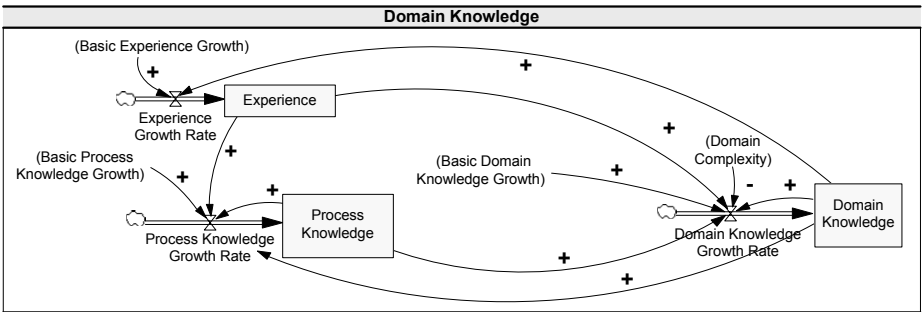 Domain Knowledge
(Basic Experience Growth)
+
+
Experience
Experience
Growth Rate
+
(Domain
Complexity)
(Basic Process
Knowledge Growth)
+
+
(Basic Domain
Knowledge Growth)
+
-
+
+
Process
Knowledge
Domain
Knowledge
Process Knowledge
Growth Rate
Domain Knowledge
Growth Rate
+
+